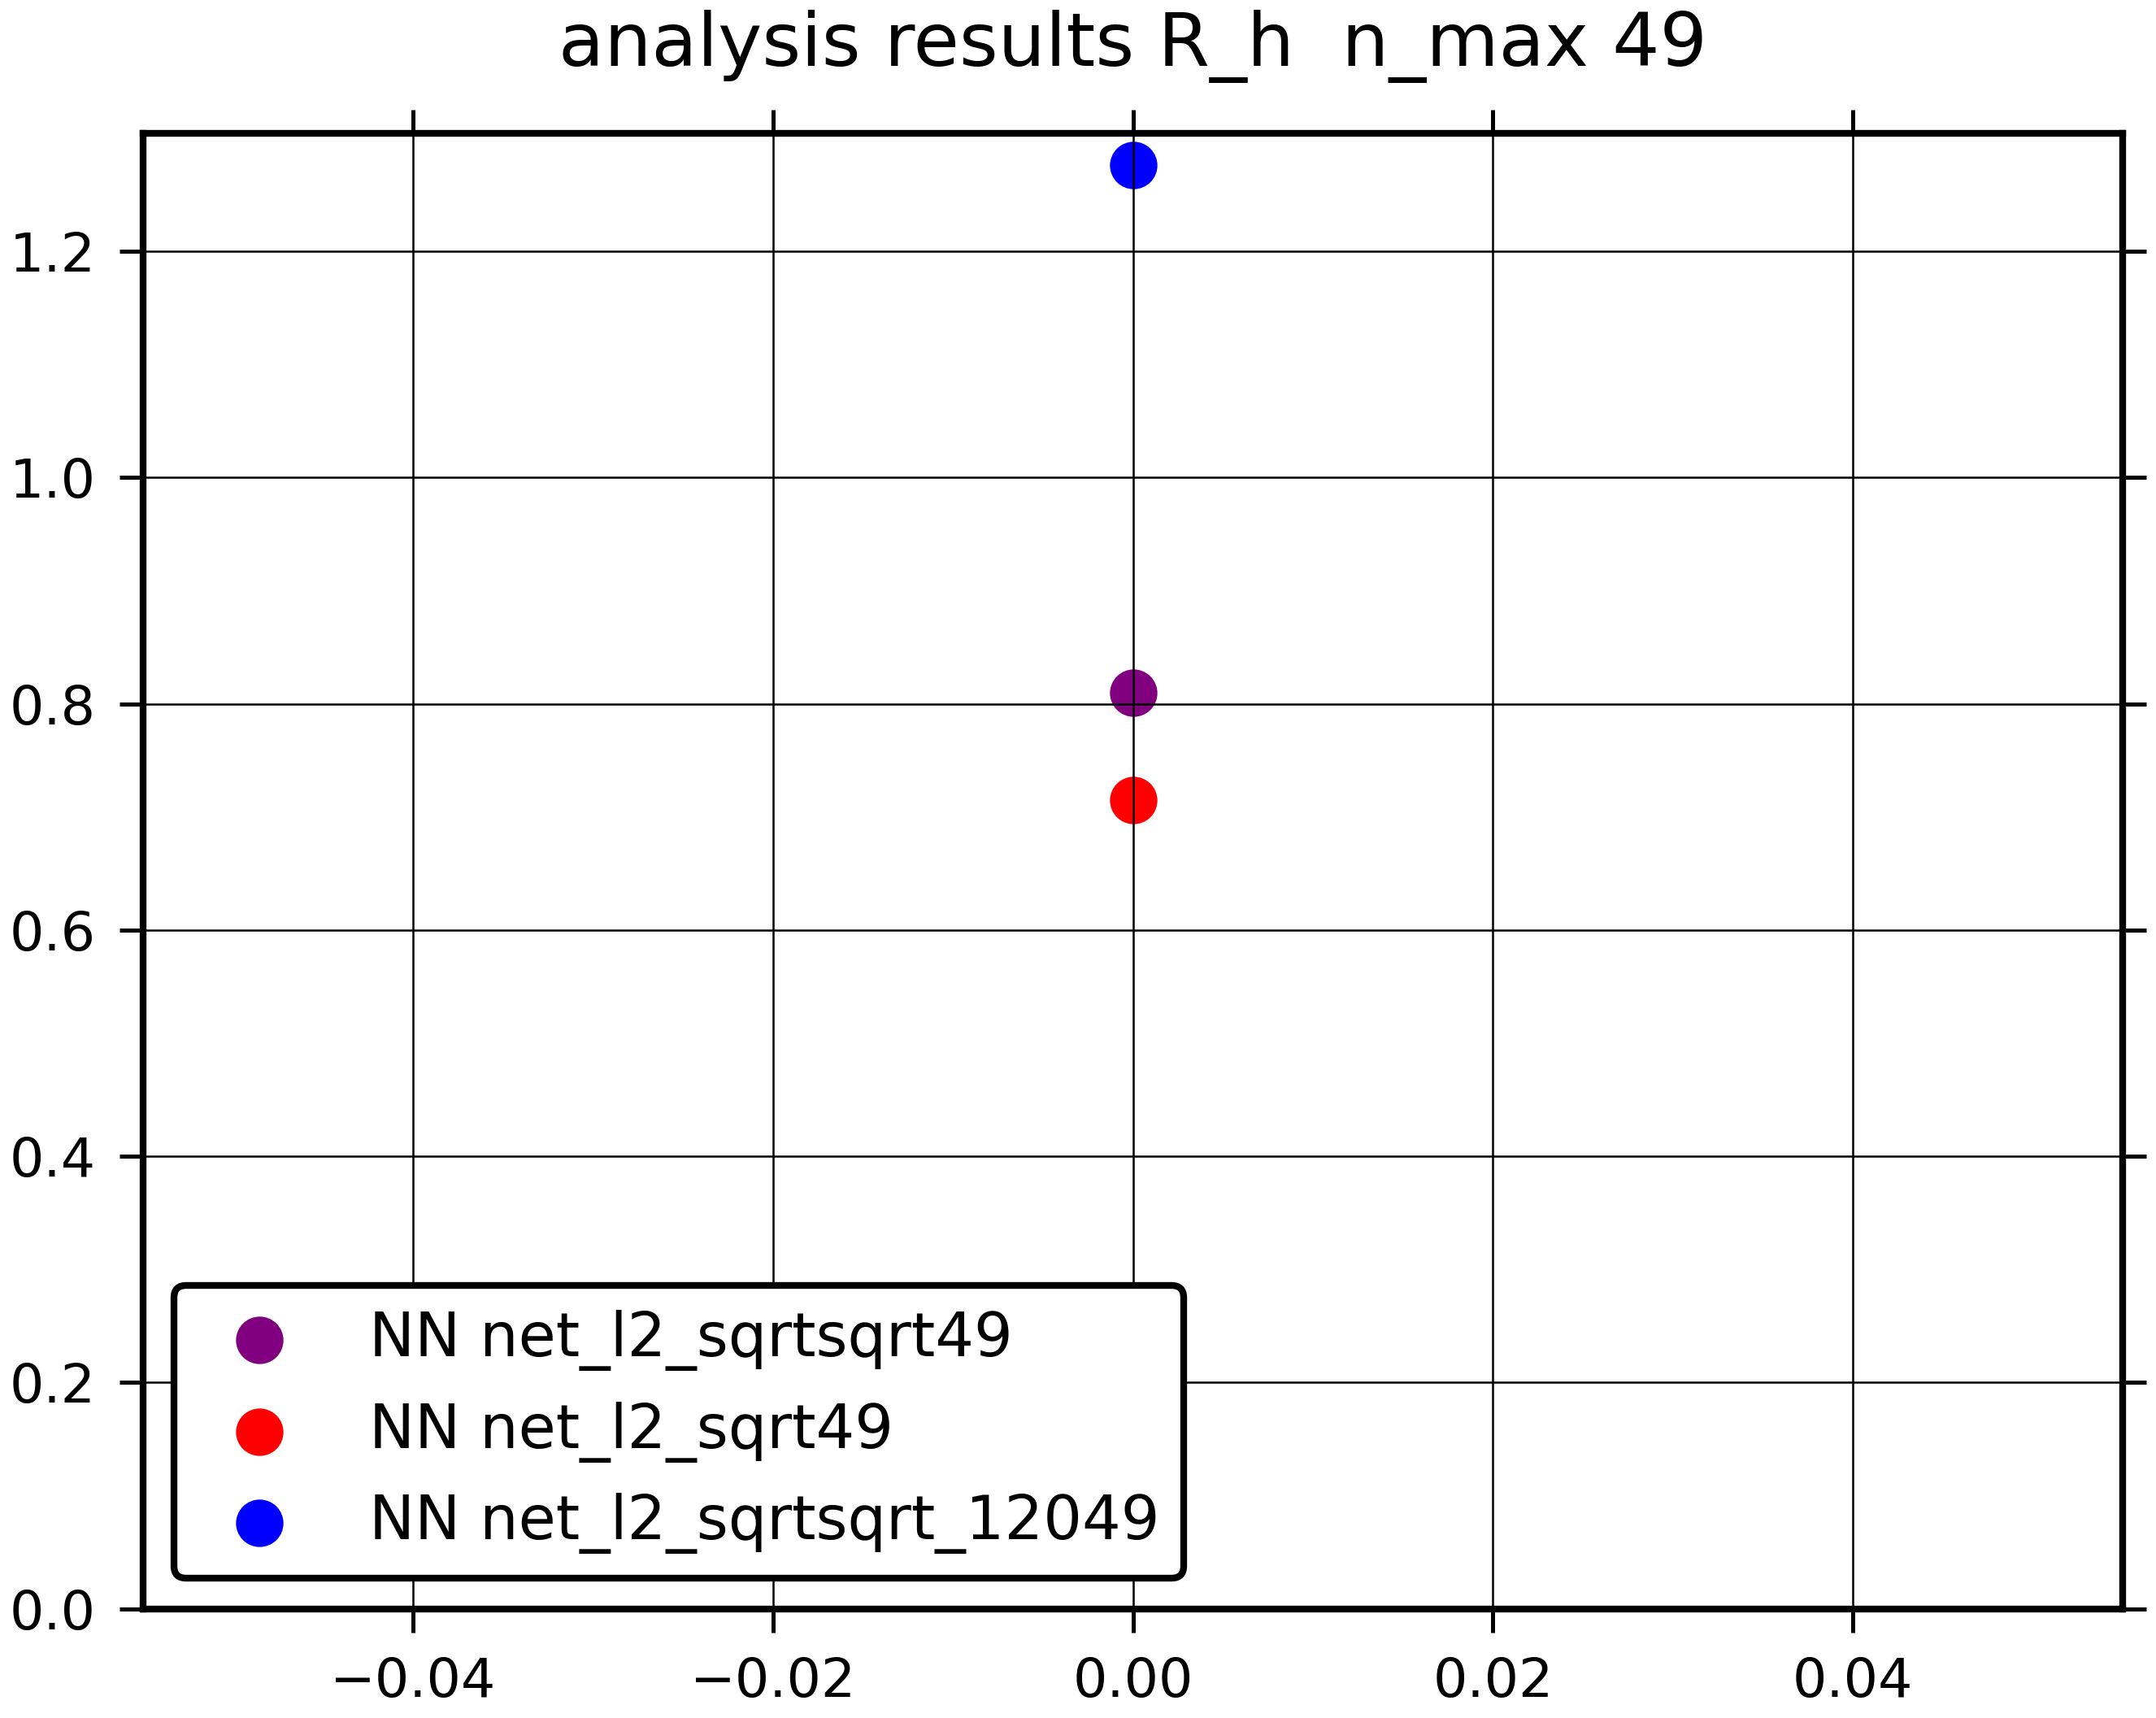 analysis results R_h  n_max 49
1.2
1.0
0.8
0.6
0.4
0.2
0.0
NN net_l2_sqrtsqrt49
NN net_l2_sqrt49
NN net_l2_sqrtsqrt_12049
−0.04 −0.02 0.00 0.02 0.04